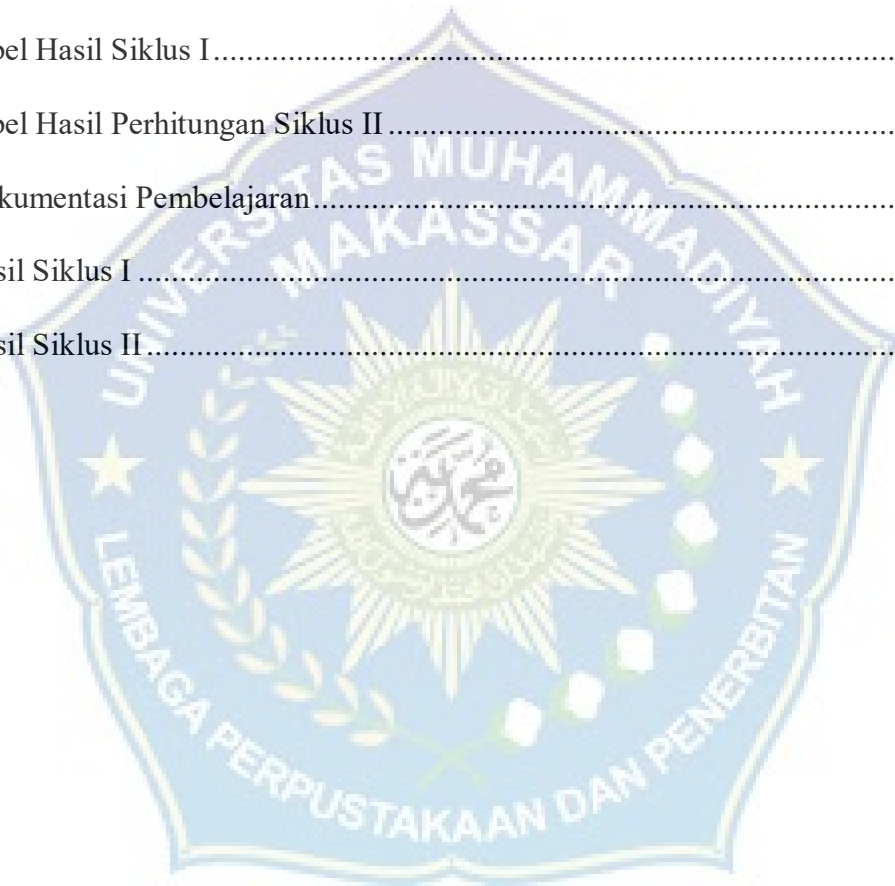 bel Hasil Siklus I........................................................................................
bel Hasil Perhitungan Siklus II.................................................................
kumentasi Pembelajaran..........................................................................
sil Siklus I.................................................................................................
sil Siklus II................................................................................................
UNIVERSITAS MUHAMMADIYAH
MAKASSAR
LEMBAGA PERPUSTAKAAN DAN PENERBITAN